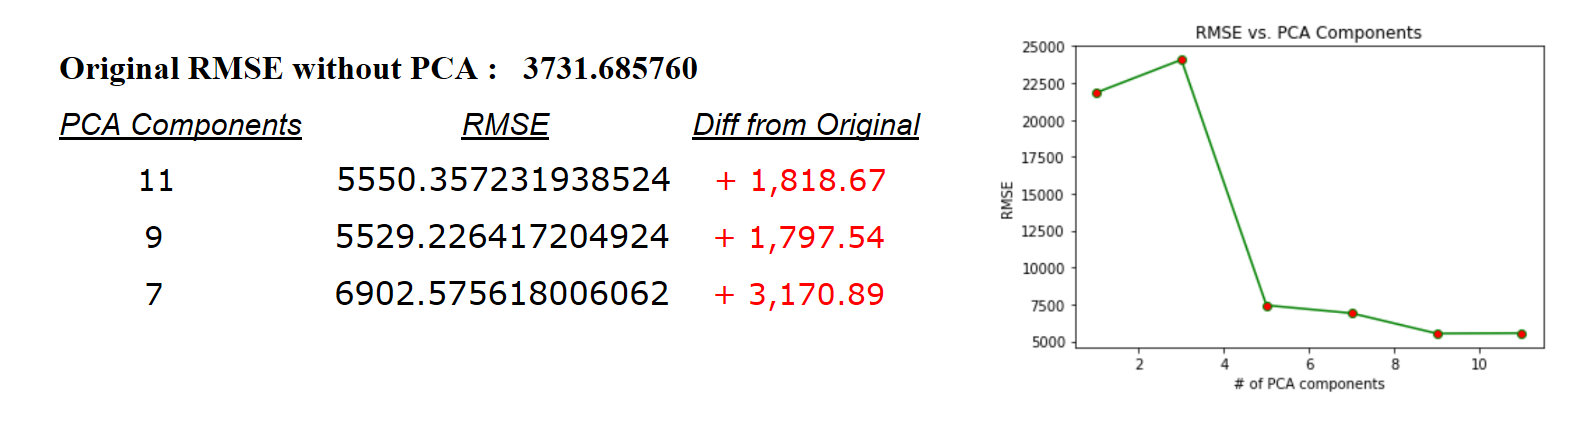 Original RMSE without PCA :   3731.685760
PCA Components RMSE Diff from Original
11 5550.357231938524 + 1,818.67
9 5529.226417204924 + 1,797.54
7 6902.575618006062 + 3,170.89
RMSE vs. PCA Components
25000
22500
20000
17500
15000
12500
10000
7500
5000
RMSE
2 4 6 8 10
# of PCA components